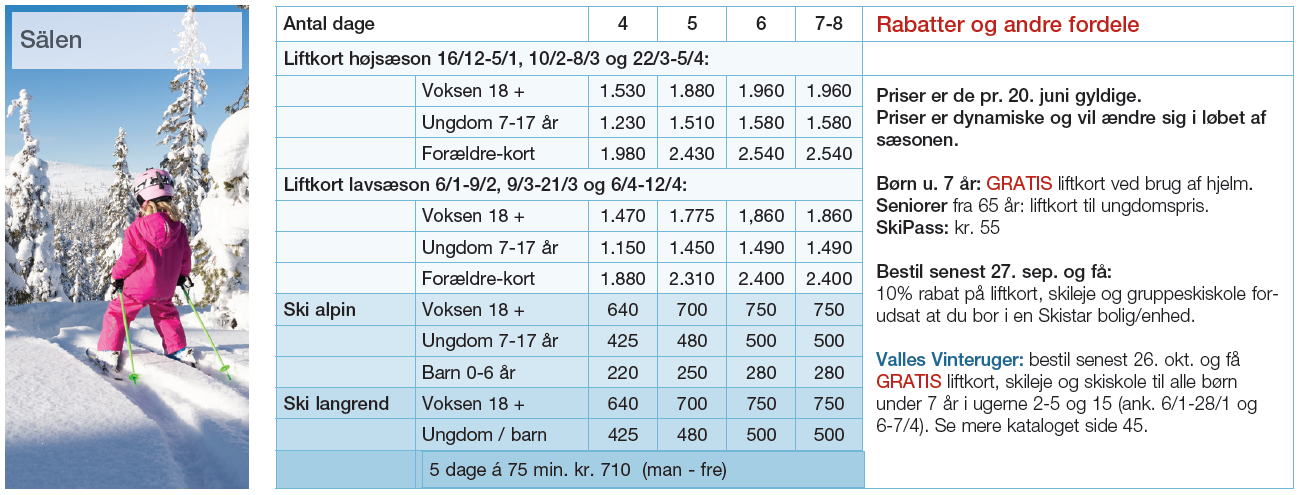 Sälen
Antal dage 4 5 6 7-8
Liftkort højsæson 16/12-5/1, 10/2-8/3 og 22/3-5/4:
Voksen 18 + 1.530 1.880 1.960 1.960
Ungdom 7-17 år 1.230 1.510 1.580 1.580
Forældre-kort 1.980 2.430 2.540 2.540
Liftkort lavsæson 6/1-9/2, 9/3-21/3 og 6/4-12/4:
Voksen 18 + 1.470 1.775 1,860 1.860
Ungdom 7-17 år 1.150 1.450 1.490 1.490
Forældre-kort 1.880 2.310 2.400 2.400
Ski alpin Voksen 18 + 640 700 750 750
Ungdom 7-17 år 425 480 500 500
Barn 0-6 år 220 250 280 280
Ski langrend Voksen 18 + 640 700 750 750
Ungdom / barn 425 480 500 500
5 dage á 75 min. kr. 710 (man - fre)
Rabatter og andre fordele
Priser er de pr. 20. juni gyldige.
Priser er dynamiske og vil ændre sig i løbet af
sæsonen.
Børn u. 7 år: GRATIS liftkort ved brug af hjelm.
Seniorer fra 65 år: liftkort til ungdomspris.
SkiPass: kr. 55
Bestil senest 27. sep. og få:
10% rabat på liftkort, skileje og gruppeskiskole for-
udsat at du bor i en Skistar bolig/enhed.
Valles Vinteruger: bestil senest 26. okt. og få
GRATIS liftkort, skileje og skiskole til alle børn
under 7 år i ugerne 2-5 og 15 (ank. 6/1-28/1 og
6-7/4). Se mere kataloget side 45.